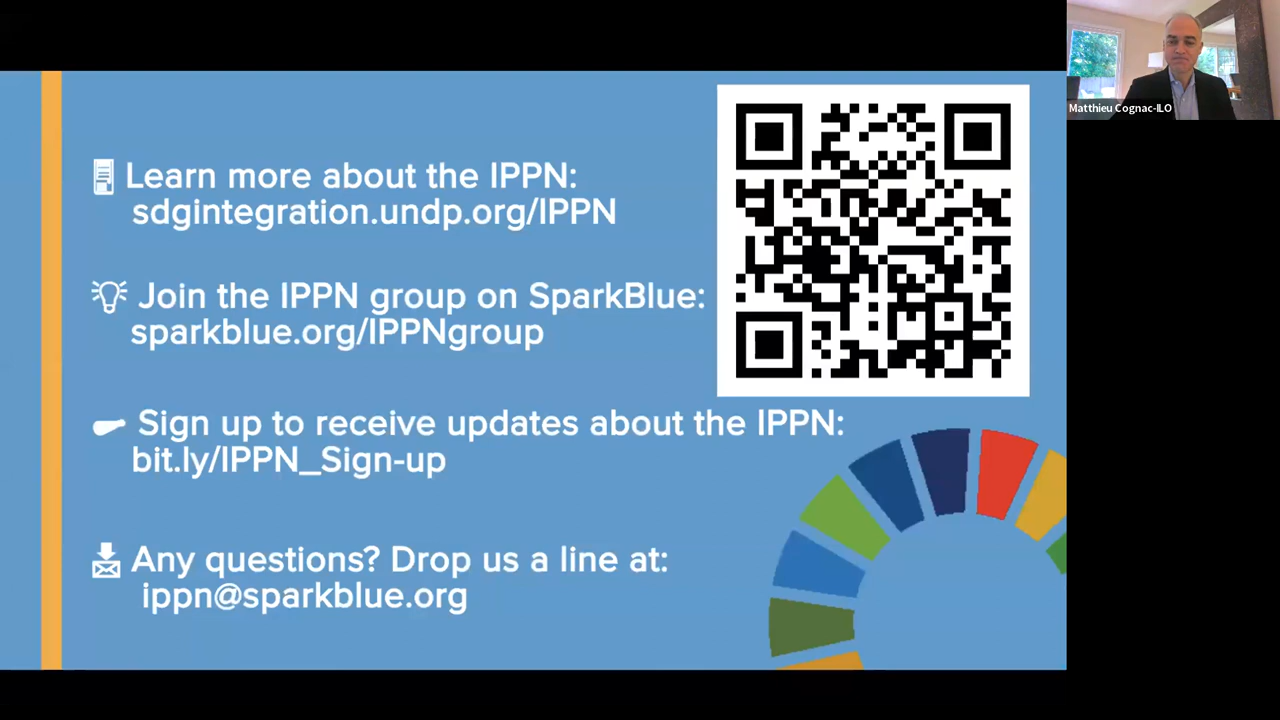 Learn more about the IPPN:
sdgintegration.undp.org/IPPN
Join the IPPN group on SparkBlue:
sparkblue.org/IPPNgroup
Sign up to receive updates about the IPPN:
bit.ly/IPPN_Sign-up
Any questions? Drop us a line at:
ippn@sparkblue.org
Matthieu Cognac-ILO